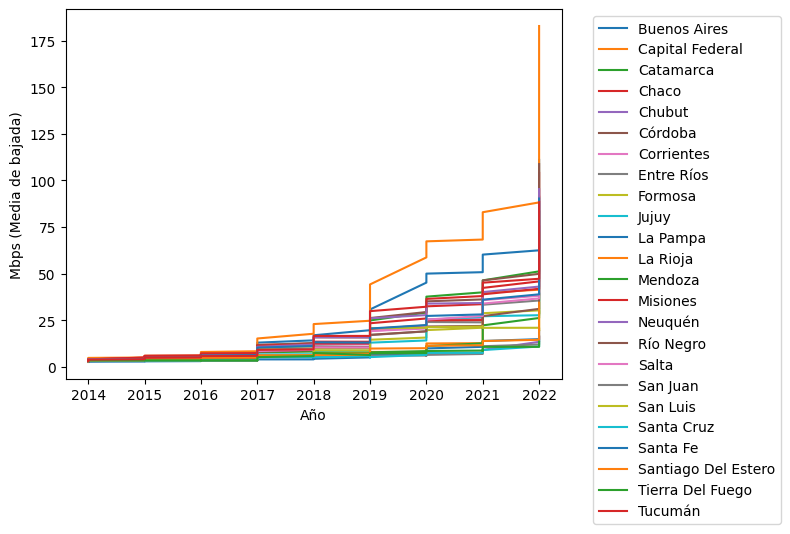 175
150
125
100
75
50
25
0
Mbps (Media de bajada)
2014 2015 2016 2017 2018 2019 2020 2021 2022
Año
Buenos Aires
Capital Federal
Catamarca
Chaco
Chubut
Córdoba
Corrientes
Entre Ríos
Formosa
Jujuy
La Pampa
La Rioja
Mendoza
Misiones
Neuquén
Río Negro
Salta
San Juan
San Luis
Santa Cruz
Santa Fe
Santiago Del Estero
Tierra Del Fuego
Tucumán